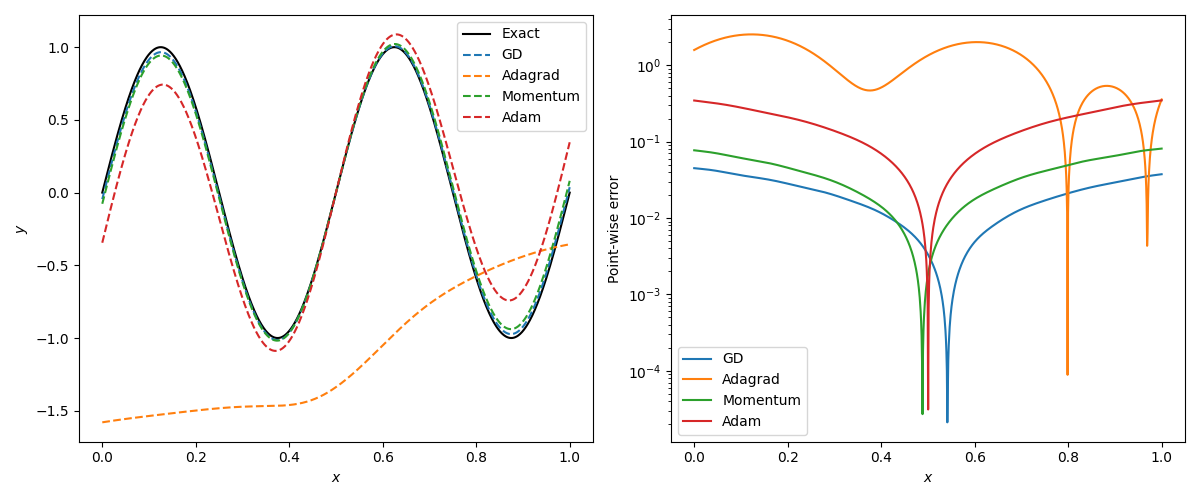 1.0
0.5
0.0
−0.5
−1.0
−1.5
y
0.0 0.2 0.4 0.6 0.8 1.0
x
Exact
GD
Adagrad
Momentum
Adam
10⁰
10⁻¹
10⁻²
10⁻³
10⁻⁴
Point-wise error
0.0 0.2 0.4 0.6 0.8 1.0
x
GD
Adagrad
Momentum
Adam